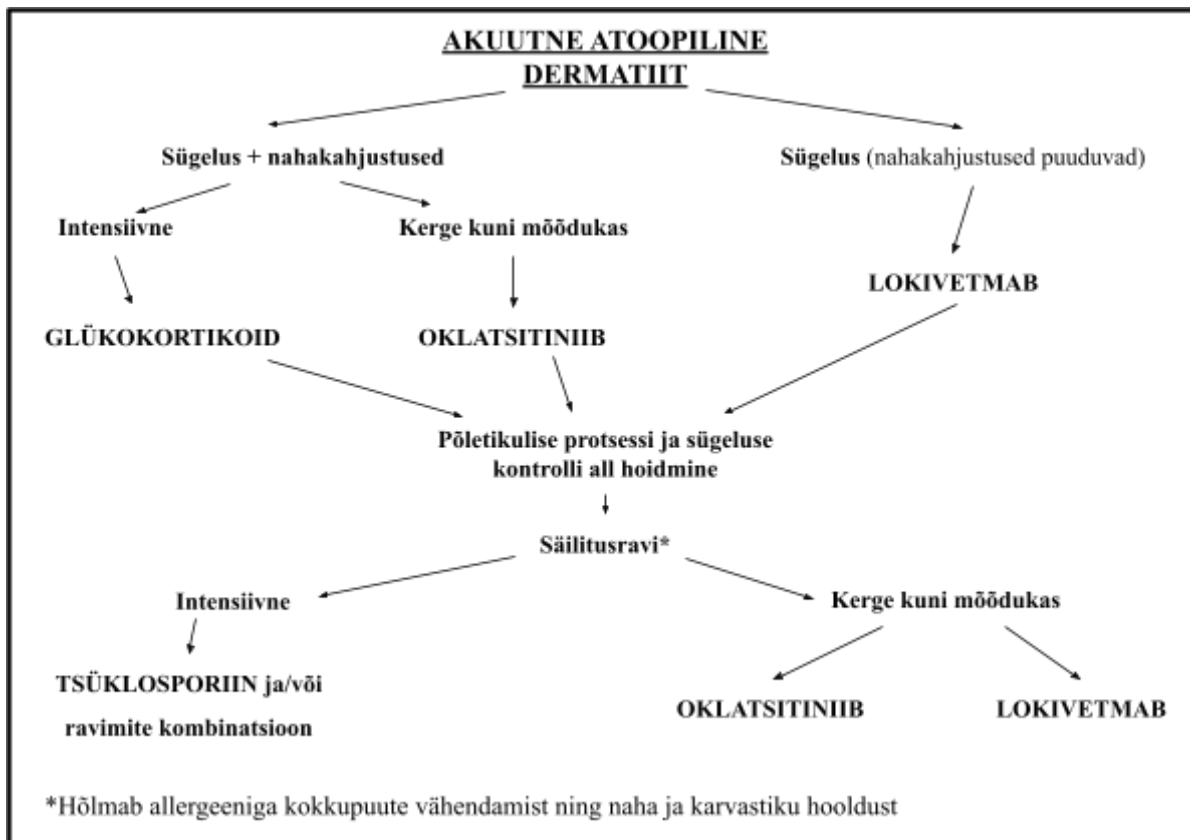 AKUUTNE ATOOPILINE
DERMATIIT
Sügelus + nahakahjustused
Sügelus (nahakahjustused puuduvad)
Intensiivne
Kerge kuni mõõdukas
LOKIVETMAB
GLÜKOKORTIKOID
OKLATSITINIIB
Põletikulise protsessi ja sügeluse
kontrolli all hoidmine
Säilitusravi*
Intensiivne
Kerge kuni mõõdukas
TSÜKLOSPORIIN ja/või
ravimite kombinatsioon
OKLATSITINIIB
LOKIVETMAB
*Hõlmab allergeeniga kokkupuute vähendamist ning naha ja karvastiku hooldust